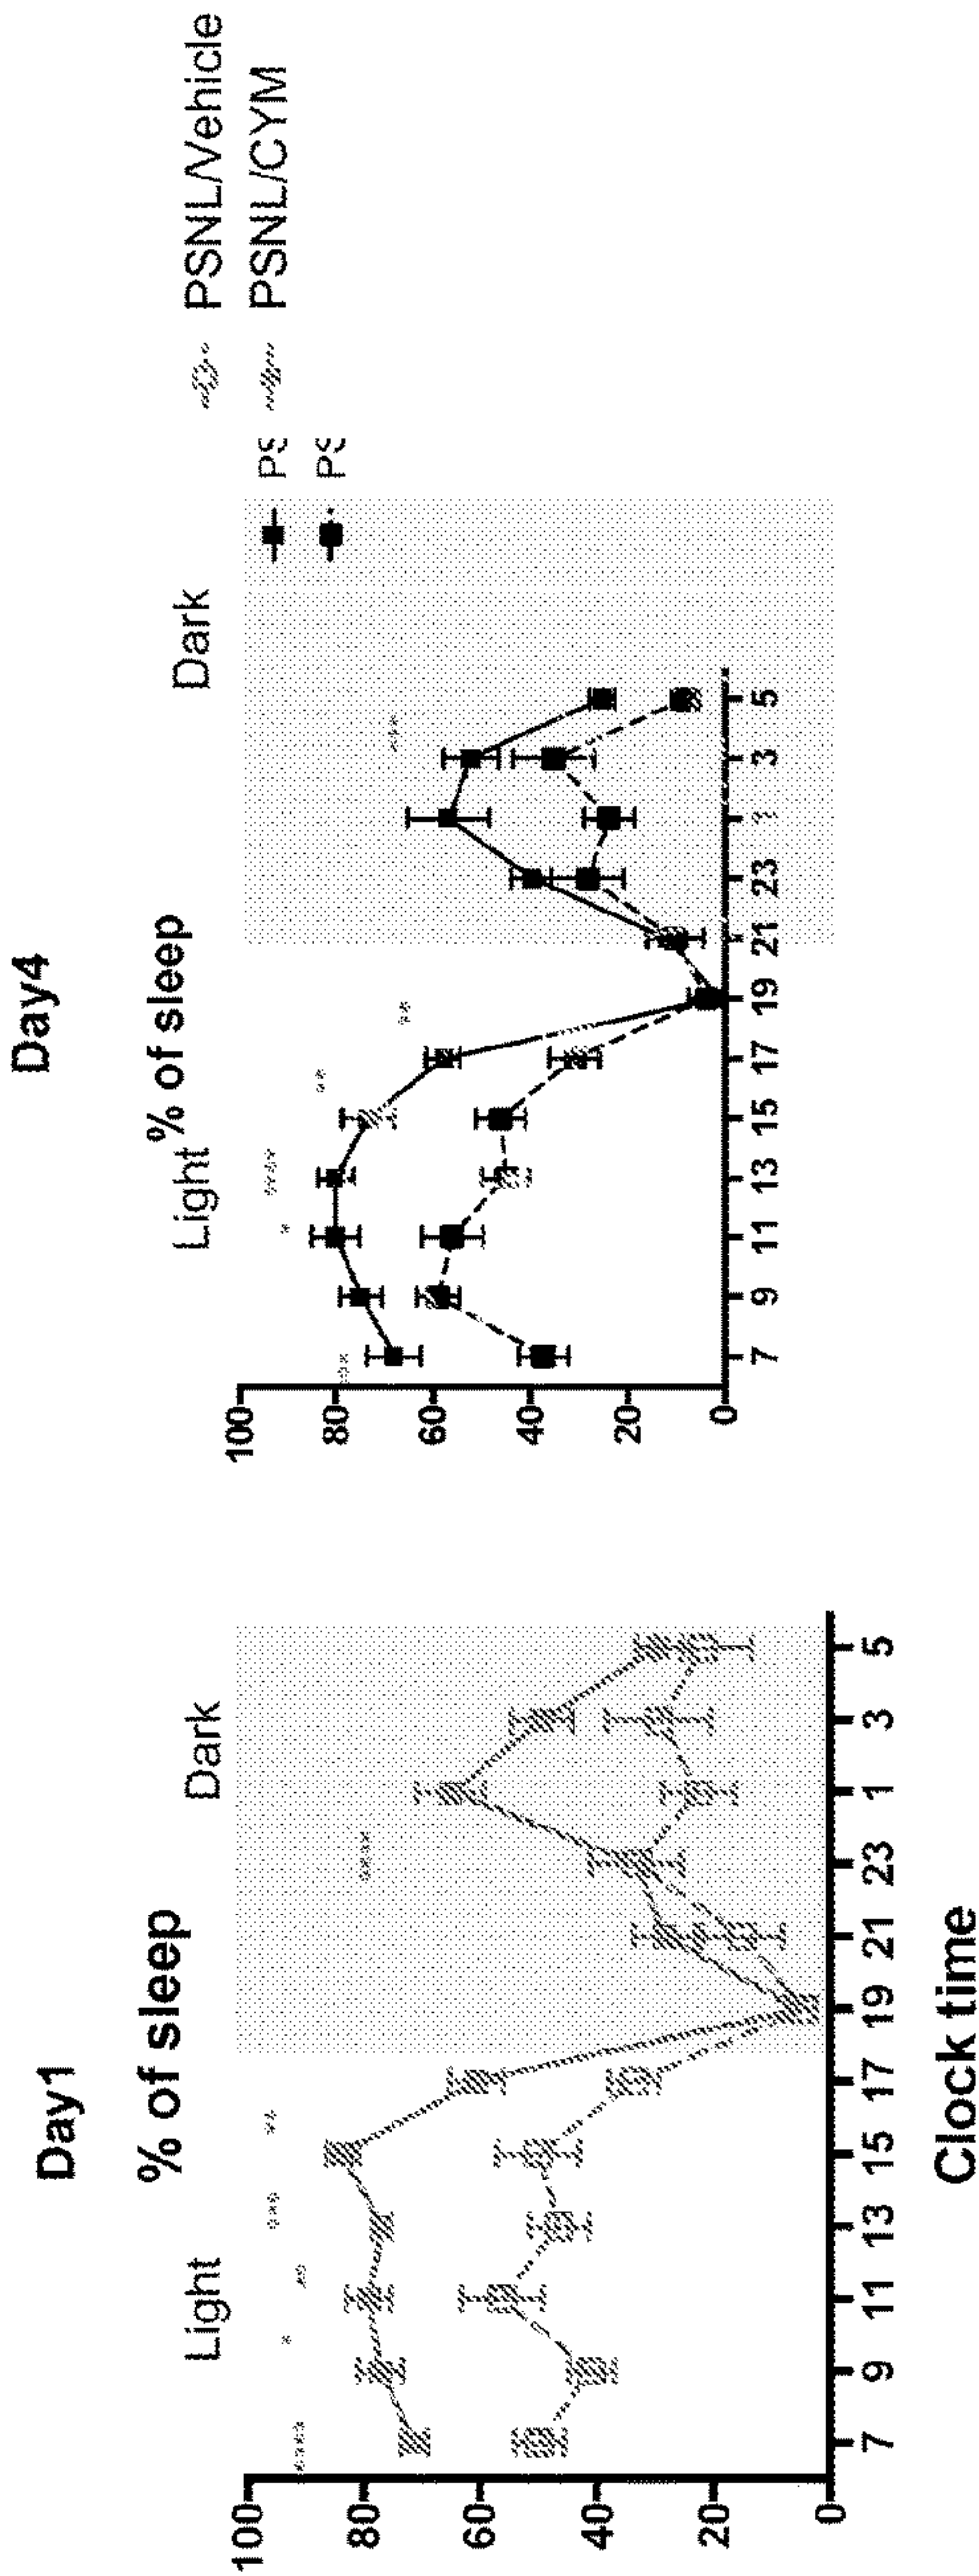 Day1
% of sleep
Light
Dark
****
*
**
***
**
****
100
80
60
40
20
0
7 9 11 13 15 17 19 21 23 1 3 5
Clock time
Day4
% of sleep
Light
Dark
***
*
****
**
**
***
100
80
60
40
20
0
7 9 11 13 15 17 19 21 23 3 5
PSNL/Vehicle
PSNL/CYM
PS
PS